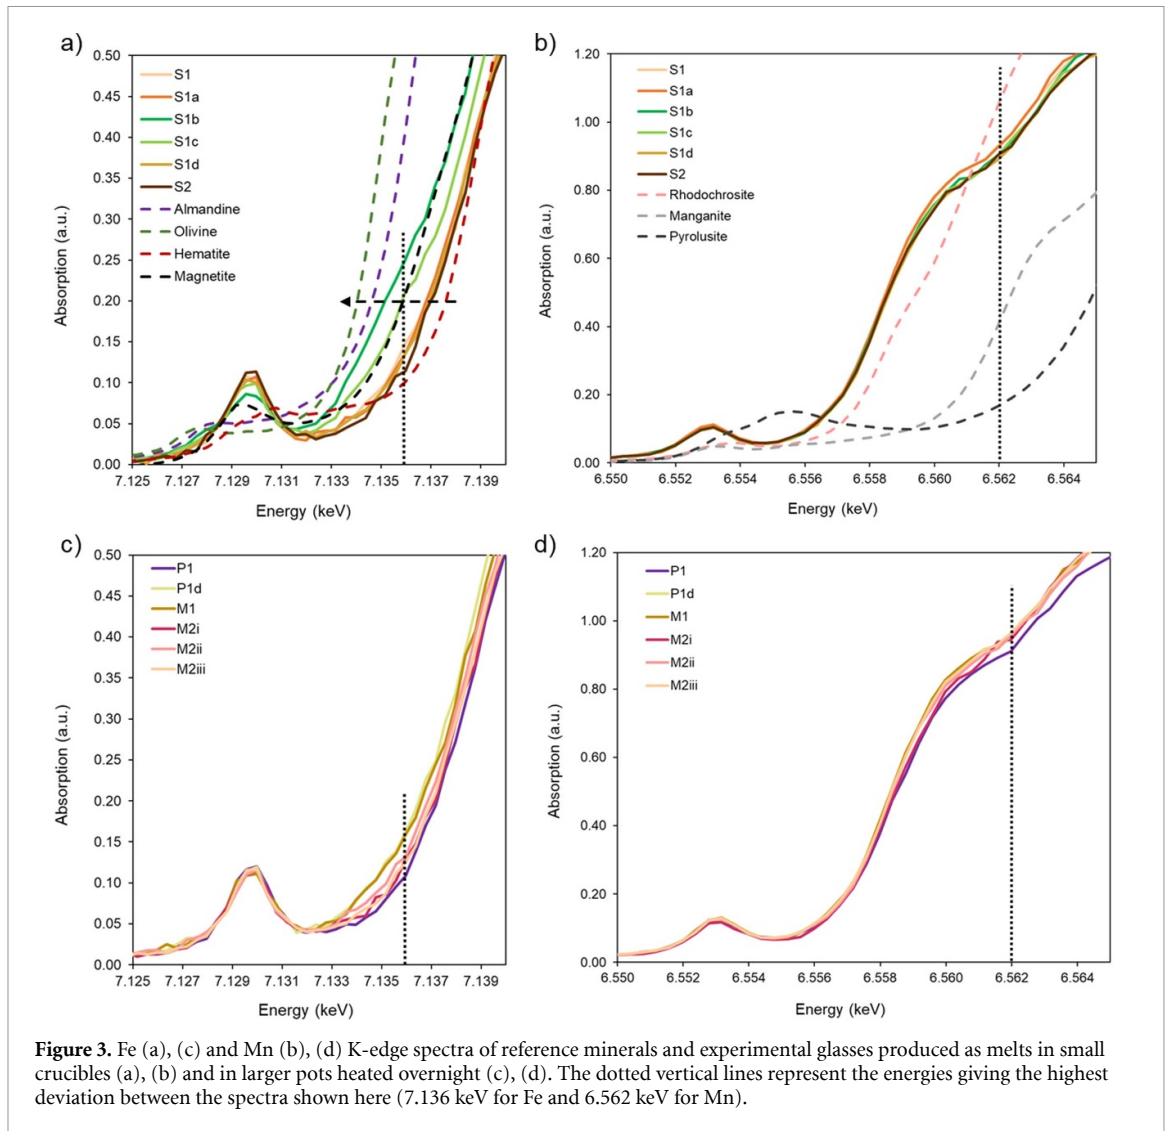 a)
0.50
0.45
0.40
0.35
0.30
0.25
0.20
0.15
0.10
0.05
0.00
Absorption (a.u.)
S1
S1a
S1b
S1c
S1d
S2
Almandine
Olivine
Hematite
Magnetite
7.125 7.127 7.129 7.131 7.133 7.135 7.137 7.139
Energy (keV)
b)
1.20
1.00
0.80
0.60
0.40
0.20
0.00
Absorption (a.u.)
S1
S1a
S1b
S1c
S1d
S2
Rhodochrosite
Manganite
Pyrolusite
6.550 6.552 6.554 6.556 6.558 6.560 6.562 6.564
Energy (keV)
c)
0.50
0.45
0.40
0.35
0.30
0.25
0.20
0.15
0.10
0.05
0.00
Absorption (a.u.)
P1
P1d
M1
M2i
M2ii
M2iii
7.125 7.127 7.129 7.131 7.133 7.135 7.137 7.139
Energy (keV)
d)
1.20
1.00
0.80
0.60
0.40
0.20
0.00
Absorption (a.u.)
P1
P1d
M1
M2i
M2ii
M2iii
6.550 6.552 6.554 6.556 6.558 6.560 6.562 6.564
Energy (keV)
Figure 3. Fe (a), (c) and Mn (b), (d) K-edge spectra of reference minerals and experimental glasses produced as melts in small
crucibles (a), (b) and in larger pots heated overnight (c), (d). The dotted vertical lines represent the energies giving the highest
deviation between the spectra shown here (7.136 keV for Fe and 6.562 keV for Mn).